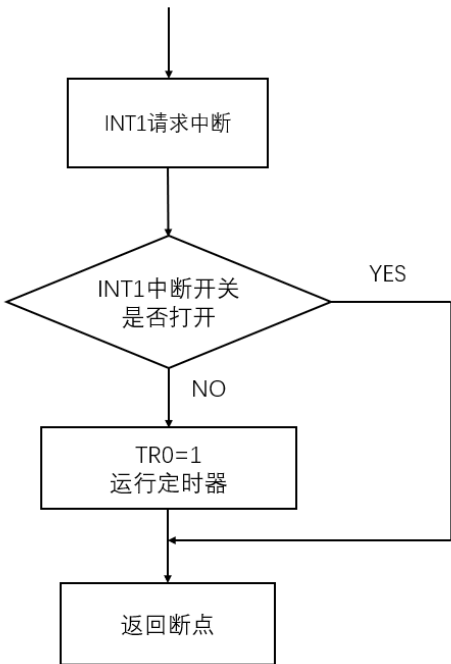 INT1请求中断
INT1中断开关
是否打开
YES
NO
TR0=1
运行定时器
返回断点